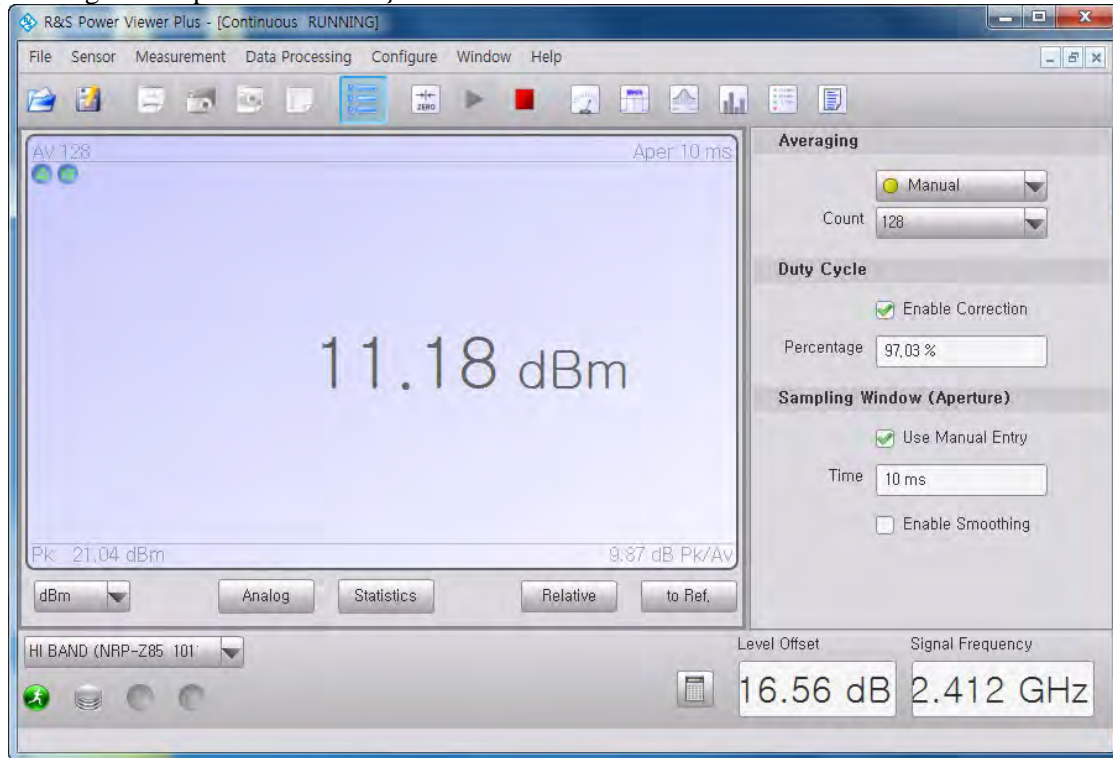 R&S Power Viewer Plus - [Continuous RUNNING]
File Sensor Measurement Data Processing Configure Window Help
ZERO
Av 128 Aper 10 ms
11.18 dBm
Pk 21,04 dBm 9,87 dB Pk/Av
dBm Analog Statistics Relative to Ref,
Averaging
Manual
Count 128
Duty Cycle
Enable Correction
Percentage 97,03 %
Sampling Window (Aperture)
Use Manual Entry
Time 10 ms
Enable Smoothing
HI BAND (NRP-Z85 101
Level Offset Signal Frequency
16.56 dB 2.412 GHz